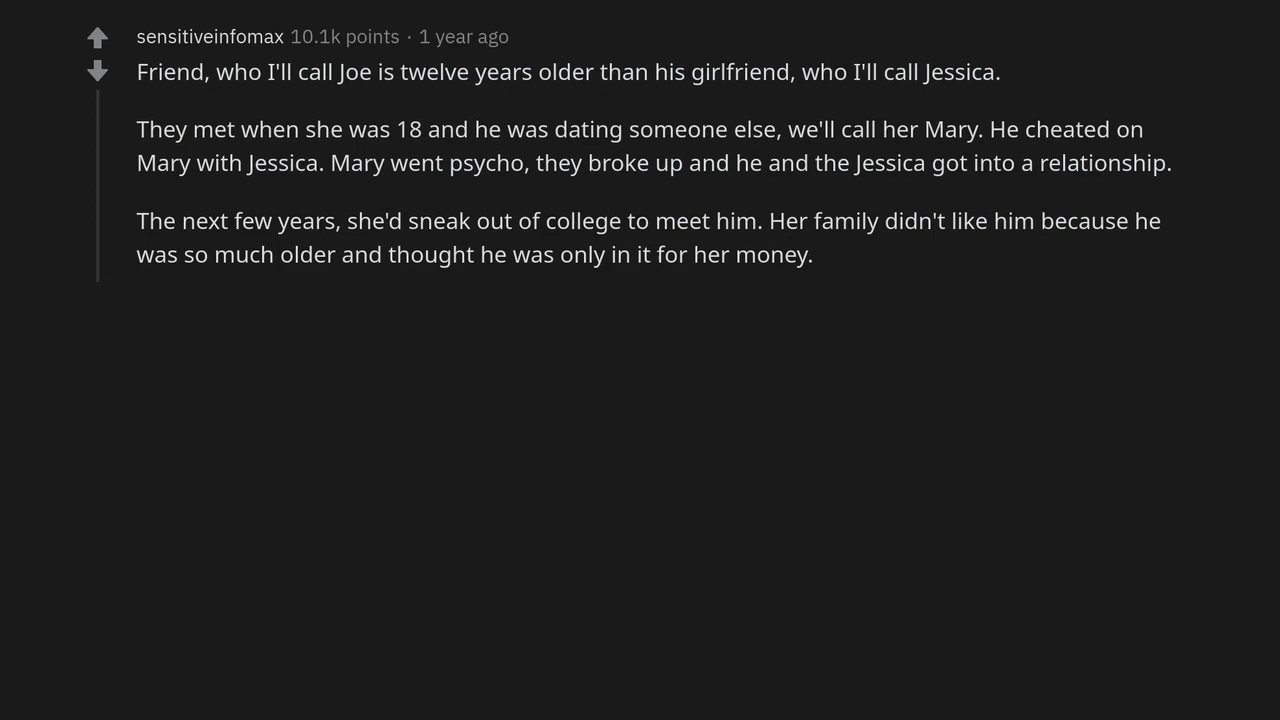 sensitiveinfomax 10.1k points · 1 year ago
Friend, who I'll call Joe is twelve years older than his girlfriend, who I'll call Jessica.
They met when she was 18 and he was dating someone else, we'll call her Mary. He cheated on
Mary with Jessica. Mary went psycho, they broke up and he and the Jessica got into a relationship.
The next few years, she'd sneak out of college to meet him. Her family didn't like him because he
was so much older and thought he was only in it for her money.